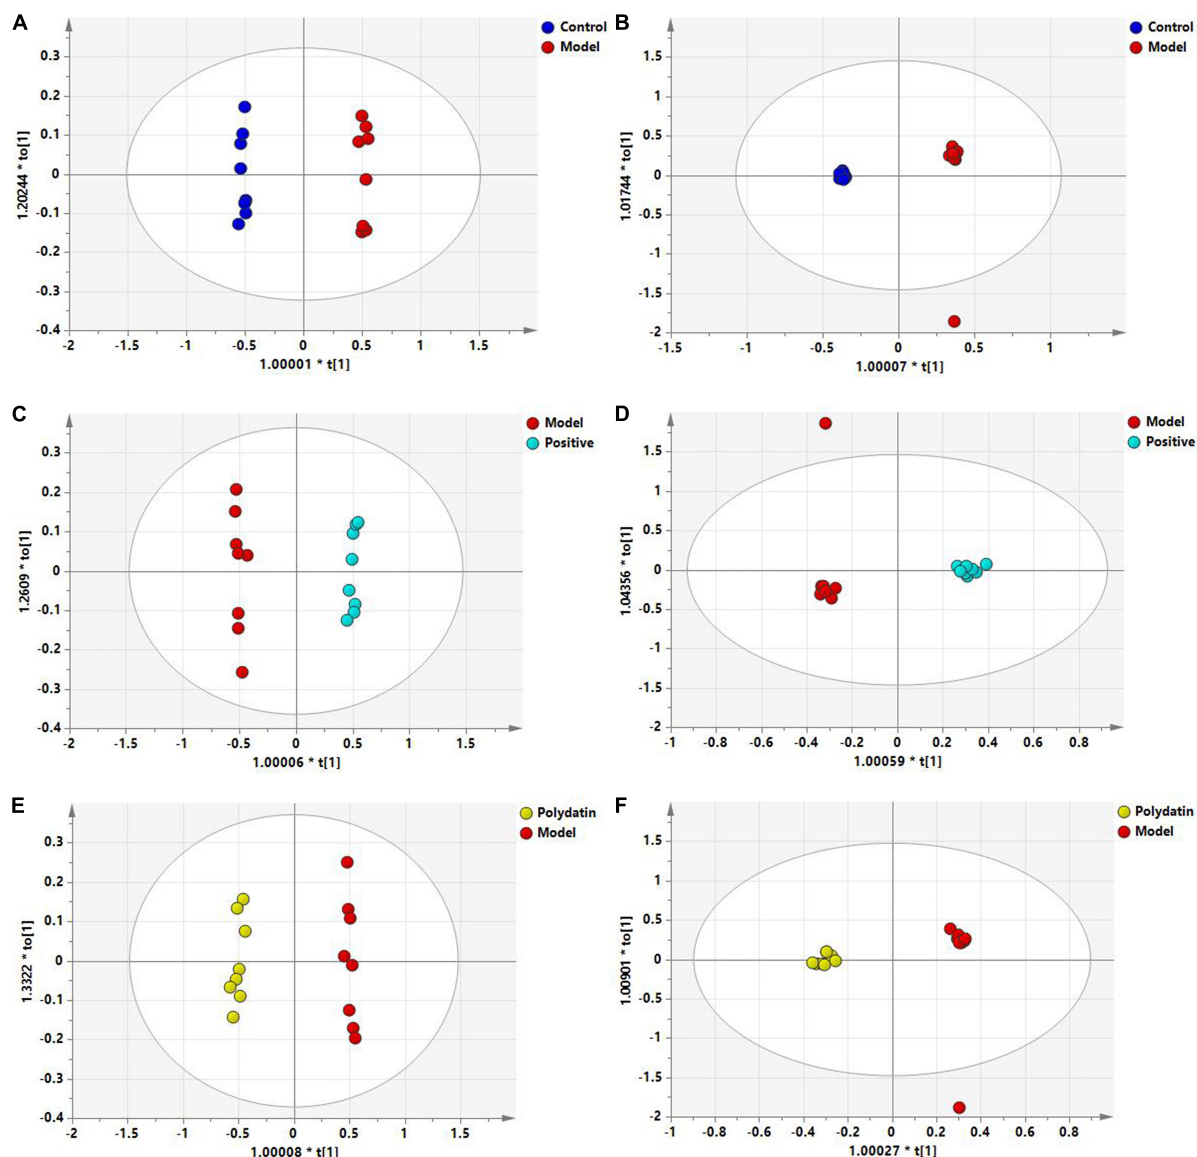 A
Control
Model
0.3
0.2
0.1
0
-0.1
-0.2
-0.3
-0.4
1.20244 * to[1]
-2 -1.5 -1 -0.5 0 0.5 1 1.5
1.00001 * t[1]
B
Control
Model
1.5
1
0.5
0
-0.5
-1
-1.5
-2
1.01744 * to[1]
-1.5 -1 -0.5 0 0.5 1
1.00007 * t[1]
C
Model
Positive
0.3
0.2
0.1
0
-0.1
-0.2
-0.3
-0.4
1.2609 * to[1]
-2 -1.5 -1 -0.5 0 0.5 1 1.5
1.00006 * t[1]
D
Model
Positive
1.5
1
0.5
0
-0.5
-1
-1.5
-2
1.04356 * to[1]
-1 -0.8 -0.6 -0.4 -0.2 0 0.2 0.4 0.6 0.8
1.00059 * t[1]
E
Polydatin
Model
0.3
0.2
0.1
0
-0.1
-0.2
-0.3
-0.4
1.3322 * to[1]
-2 -1.5 -1 -0.5 0 0.5 1 1.5
1.00008 * t[1]
F
Polydatin
Model
1.5
1
0.5
0
-0.5
-1
-1.5
-2
1.00901 * to[1]
-1 -0.8 -0.6 -0.4 -0.2 0 0.2 0.4 0.6 0.8
1.00027 * t[1]